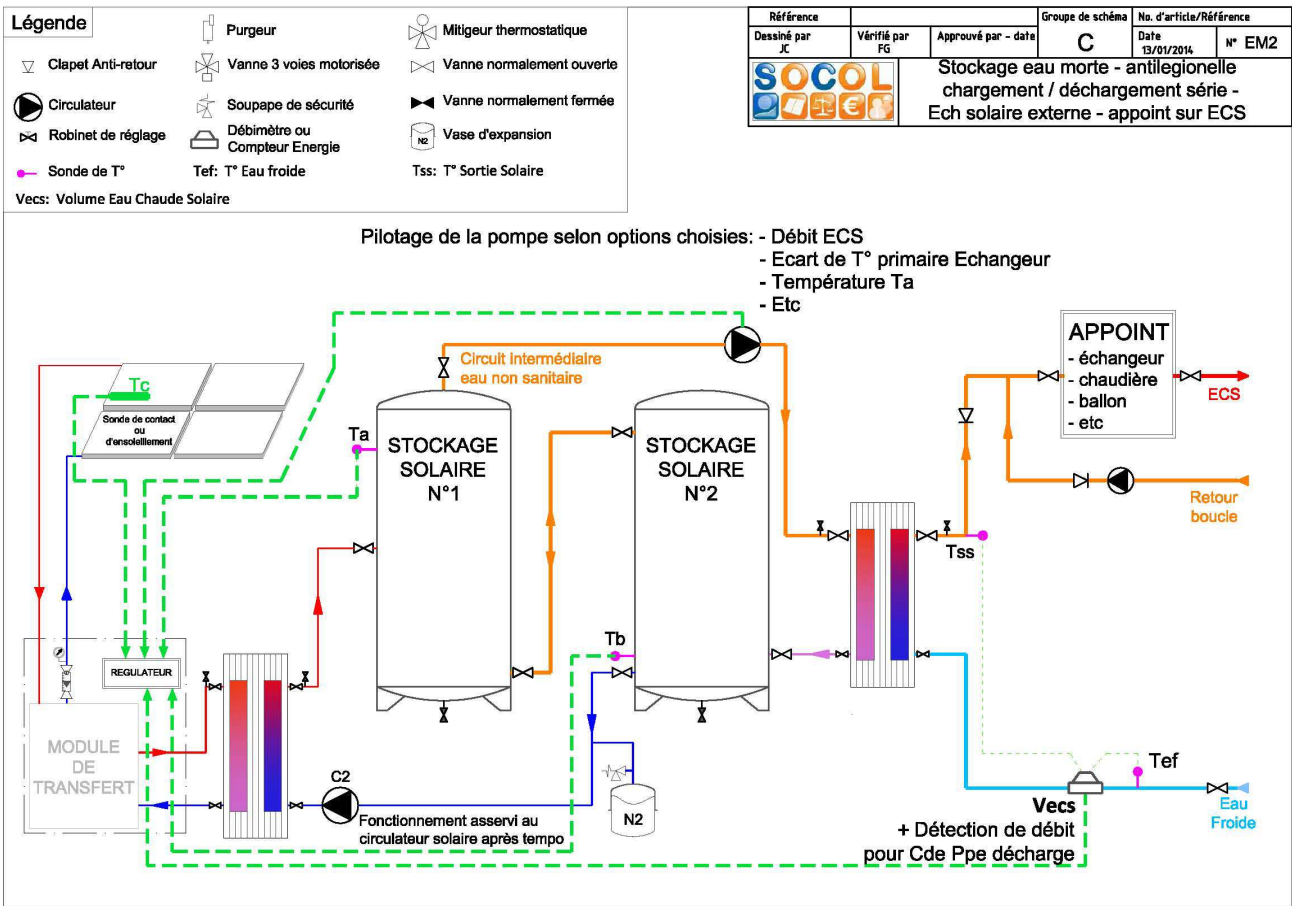 Légende
Purgeur
Mitigeur thermostatique
Clapet Anti-retour
Vanne 3 voies motorisée
Vanne normalement ouverte
Circulateur
Soupape de sécurité
Vanne normalement fermée
Robinet de réglage
Débimètre ou
Compteur Energie
N2
Vase d'expansion
Sonde de T°
Tef: T° Eau froide
Tss: T° Sortie Solaire
Vecs: Volume Eau Chaude Solaire
Référence
Groupe de schéma
No. d'article/Référence
Dessiné par
JC
Vérifié par
FG
Approuvé par - date
C
Date
13/01/2014
N° EM2
SOCOL
Stockage eau morte - antilegionelle
chargement / déchargement série -
Ech solaire externe - appoint sur ECS
Pilotage de la pompe selon options choisies: - Débit ECS
- Ecart de T° primaire Echangeur
- Température Ta
- Etc
Tc
Sonde de contact
ou
d'ensoleillement
Circuit intermédiaire
eau non sanitaire
APPOINT
- échangeur
- chaudière
- ballon
- etc
ECS
Ta
STOCKAGE
SOLAIRE
N°1
STOCKAGE
SOLAIRE
N°2
Retour
boucle
Tss
Tb
REGULATEUR
MODULE
DE
TRANSFERT
C2
Fonctionnement asservi au
circulateur solaire après tempo
N2
Tef
Vecs
+ Détection de débit
pour Cde Ppe décharge
Eau
Froide